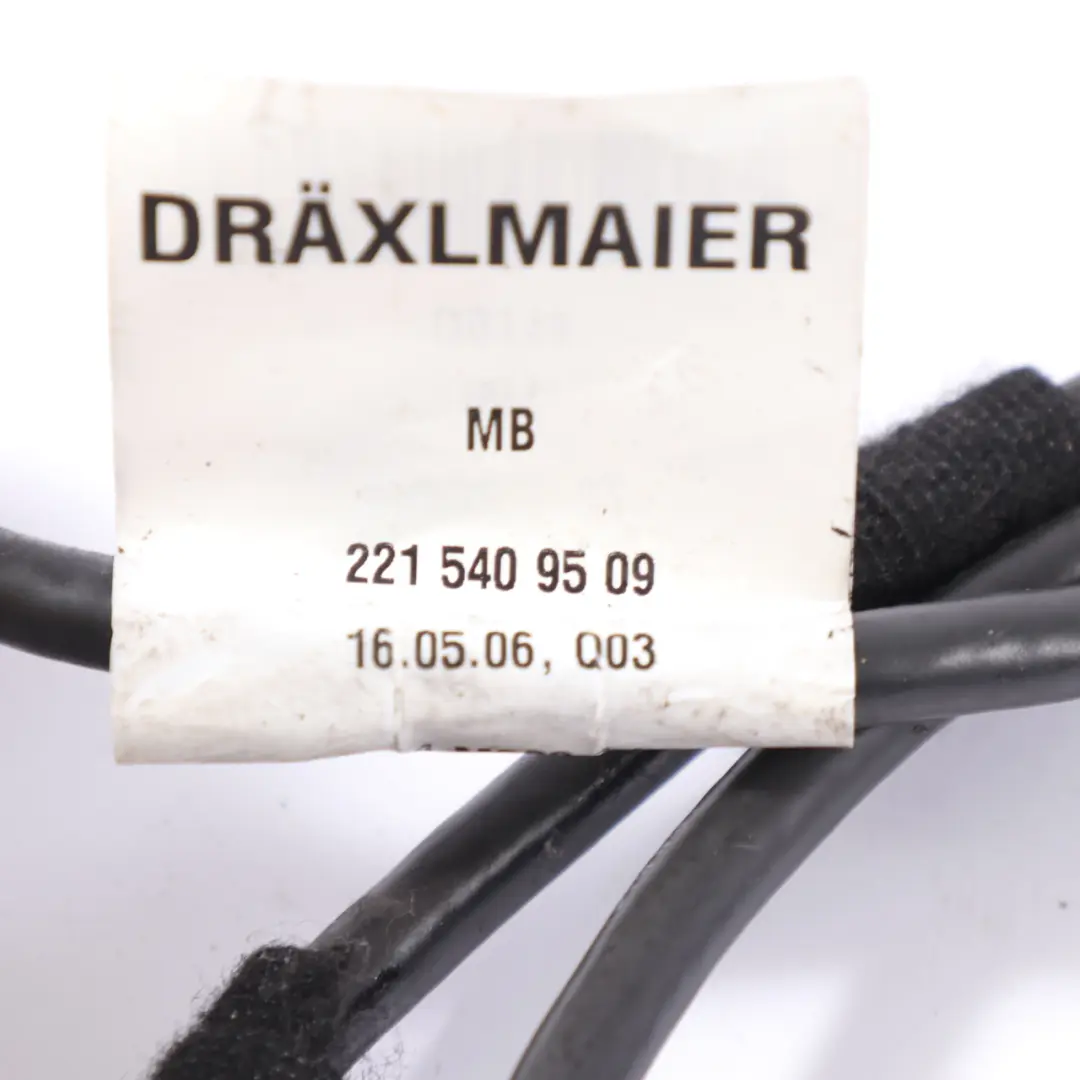 DRÄXLMAIER
MB
221 540 95 09
16.05.06, Q03